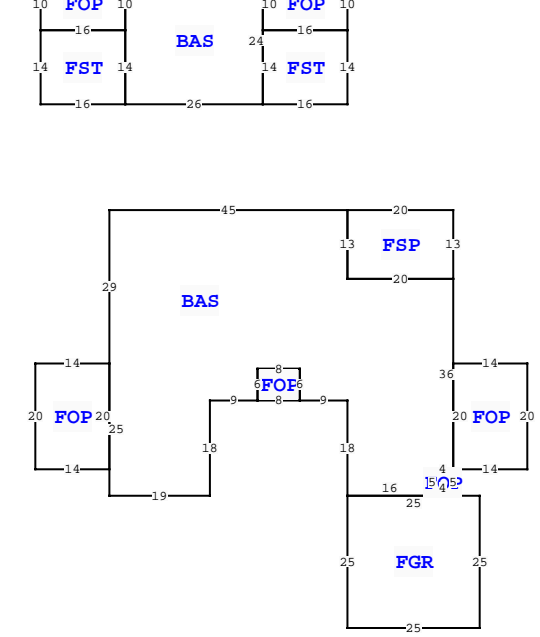 10 FOP 10 10 FOP 10
16 BAS 24 16
14 FST 14 14 FST 14
16 26 16
45 20
13 FSP 13
29 20
BAS
14 8 14
6 FOP 6 36
9 8 9
20 FOP 20 25 20 FOP 20
14 18 18 4 14
5 FOP 5
19 16 4
25
25 FGR 25
25